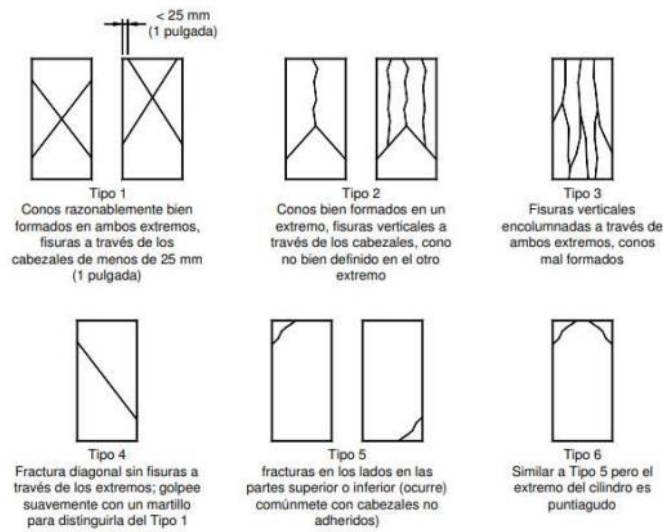 < 25 mm
(1 pulgada)
Tipo 1
Conos razonablemente bien
formados en ambos extremos,
fisuras a través de los
cabezales de menos de 25 mm
(1 pulgada)
Tipo 2
Conos bien formados en un
extremo, fisuras verticales a
través de los cabezales, cono
no bien definido en el otro
extremo
Tipo 3
Fisuras verticales
encolumnadas a través de
ambos extremos, conos
mal formados
Tipo 4
Fractura diagonal sin fisuras a
través de los extremos; golpee
suavemente con un martillo
para distinguirla del Tipo 1
Tipo 5
fracturas en los lados en las
partes superior o inferior (ocurre)
comúnmete con cabezales no
adheridos)
Tipo 6
Similar a Tipo 5 pero el
extremo del cilindro es
puntiagudo